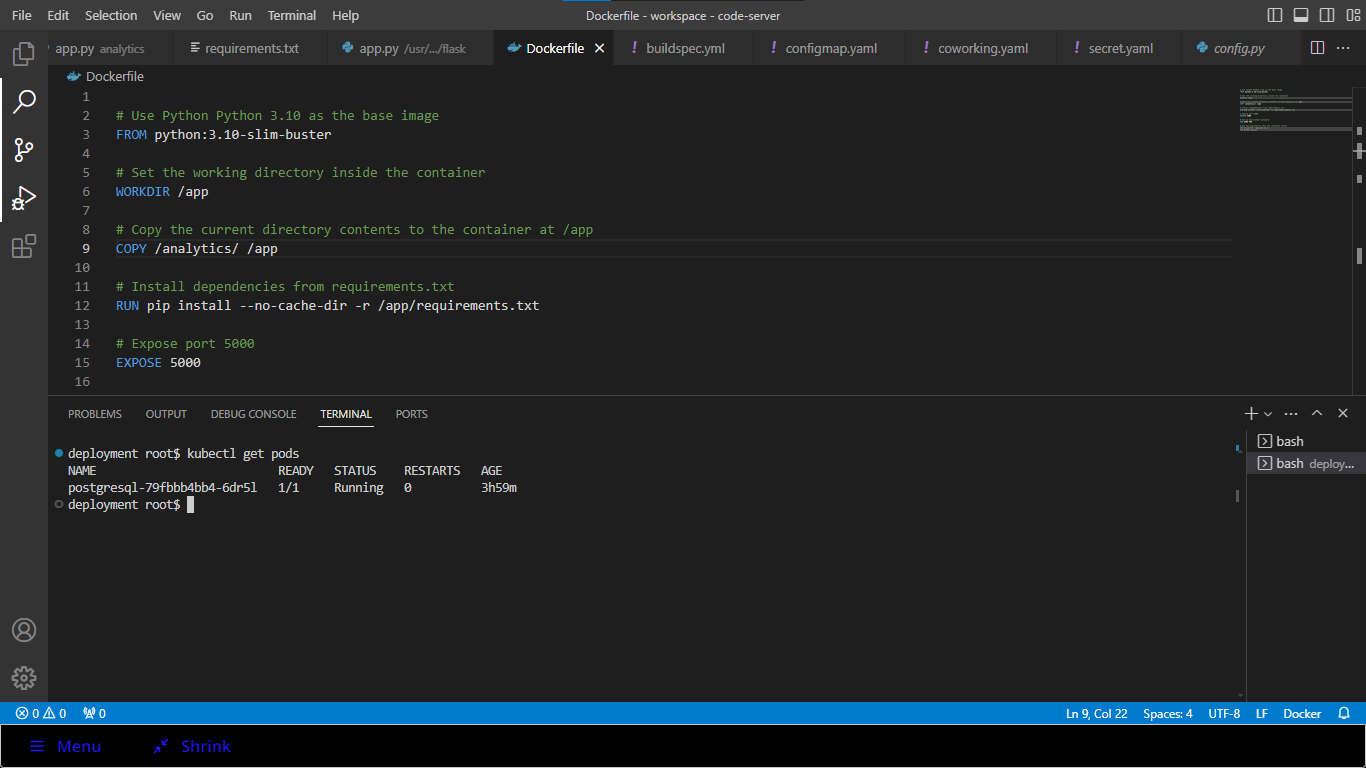 File Edit Selection View Go Run Terminal Help Dockerfile - workspace - code-server
app.py analytics requirements.txt app.py /usr/.../flask Dockerfile buildspec.yml configmap.yaml coworking.yaml secret.yaml config.py
Dockerfile
1
2 # Use Python Python 3.10 as the base image
3 FROM python:3.10-slim-buster
4
5 # Set the working directory inside the container
6 WORKDIR /app
7
8 # Copy the current directory contents to the container at /app
9 COPY /analytics/ /app
10
11 # Install dependencies from requirements.txt
12 RUN pip install --no-cache-dir -r /app/requirements.txt
13
14 # Expose port 5000
15 EXPOSE 5000
16
PROBLEMS OUTPUT DEBUG CONSOLE TERMINAL PORTS
deployment root$ kubectl get pods
NAME READY STATUS RESTARTS AGE
postgresql-79fbbb4bb4-6dr5l 1/1 Running 0 3h59m
deployment root$
bash
bash deploy...
0 0 0 Ln 9, Col 22 Spaces: 4 UTF-8 LF Docker
Menu Shrink